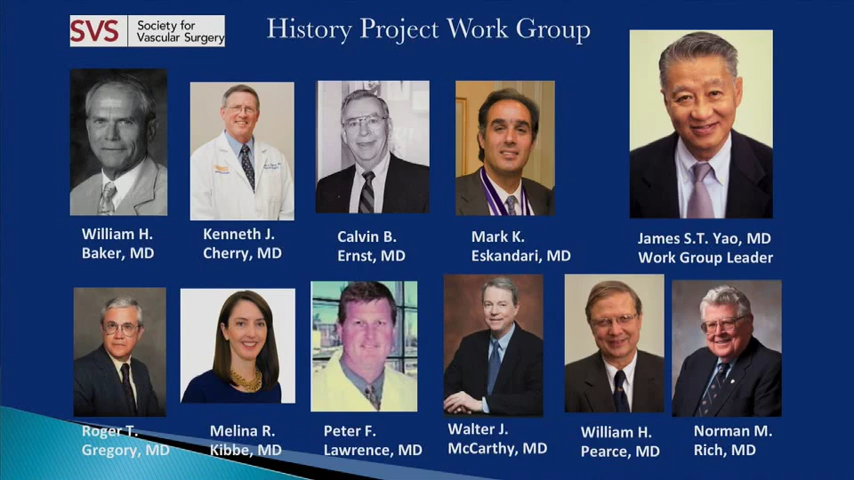 SVS Society for
Vascular Surgery
History Project Work Group
William H.
Baker, MD
Kenneth J.
Cherry, MD
Calvin B.
Ernst, MD
Mark K.
Eskandari, MD
James S.T. Yao, MD
Work Group Leader
Roger T.
Gregory, MD
Melina R.
Kibbe, MD
Peter F.
Lawrence, MD
Walter J.
McCarthy, MD
William H.
Pearce, MD
Norman M.
Rich, MD